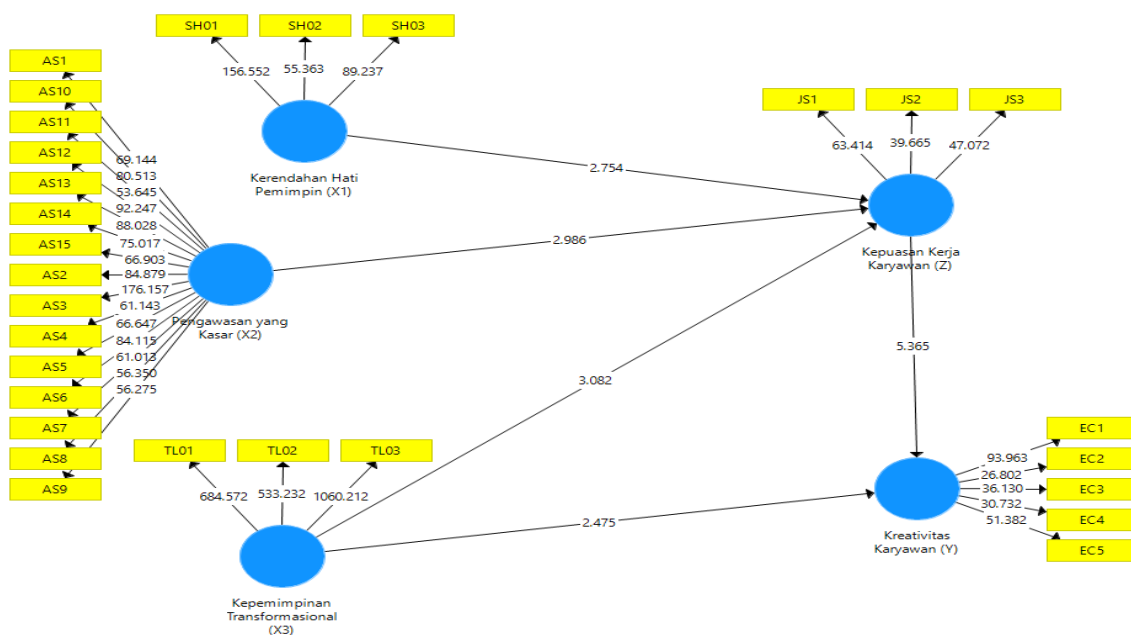 SH01
SH02
SH03
156.552
55.363
89.237
Kerendahan Hati
Pemimpin (X1)
AS1
AS10
AS11
AS12
AS13
AS14
AS15
AS2
AS3
AS4
AS5
AS6
AS7
AS8
AS9
69.144
80.513
53.645
92.247
88.028
75.017
66.903
84.879
176.157
61.143
66.647
84.115
61.013
56.350
56.275
Pengawasan yang
Kasar (X2)
TL01
TL02
TL03
684.572
533.232
1060.212
Kepemimpinan
Transformasional
(X3)
2.754
2.986
3.082
2.475
JS1
JS2
JS3
63.414
39.665
47.072
Kepuasan Kerja
Karyawan (Z)
5.365
Kreativitas
Karyawan (Y)
93.963
26.802
36.130
30.732
51.382
EC1
EC2
EC3
EC4
EC5